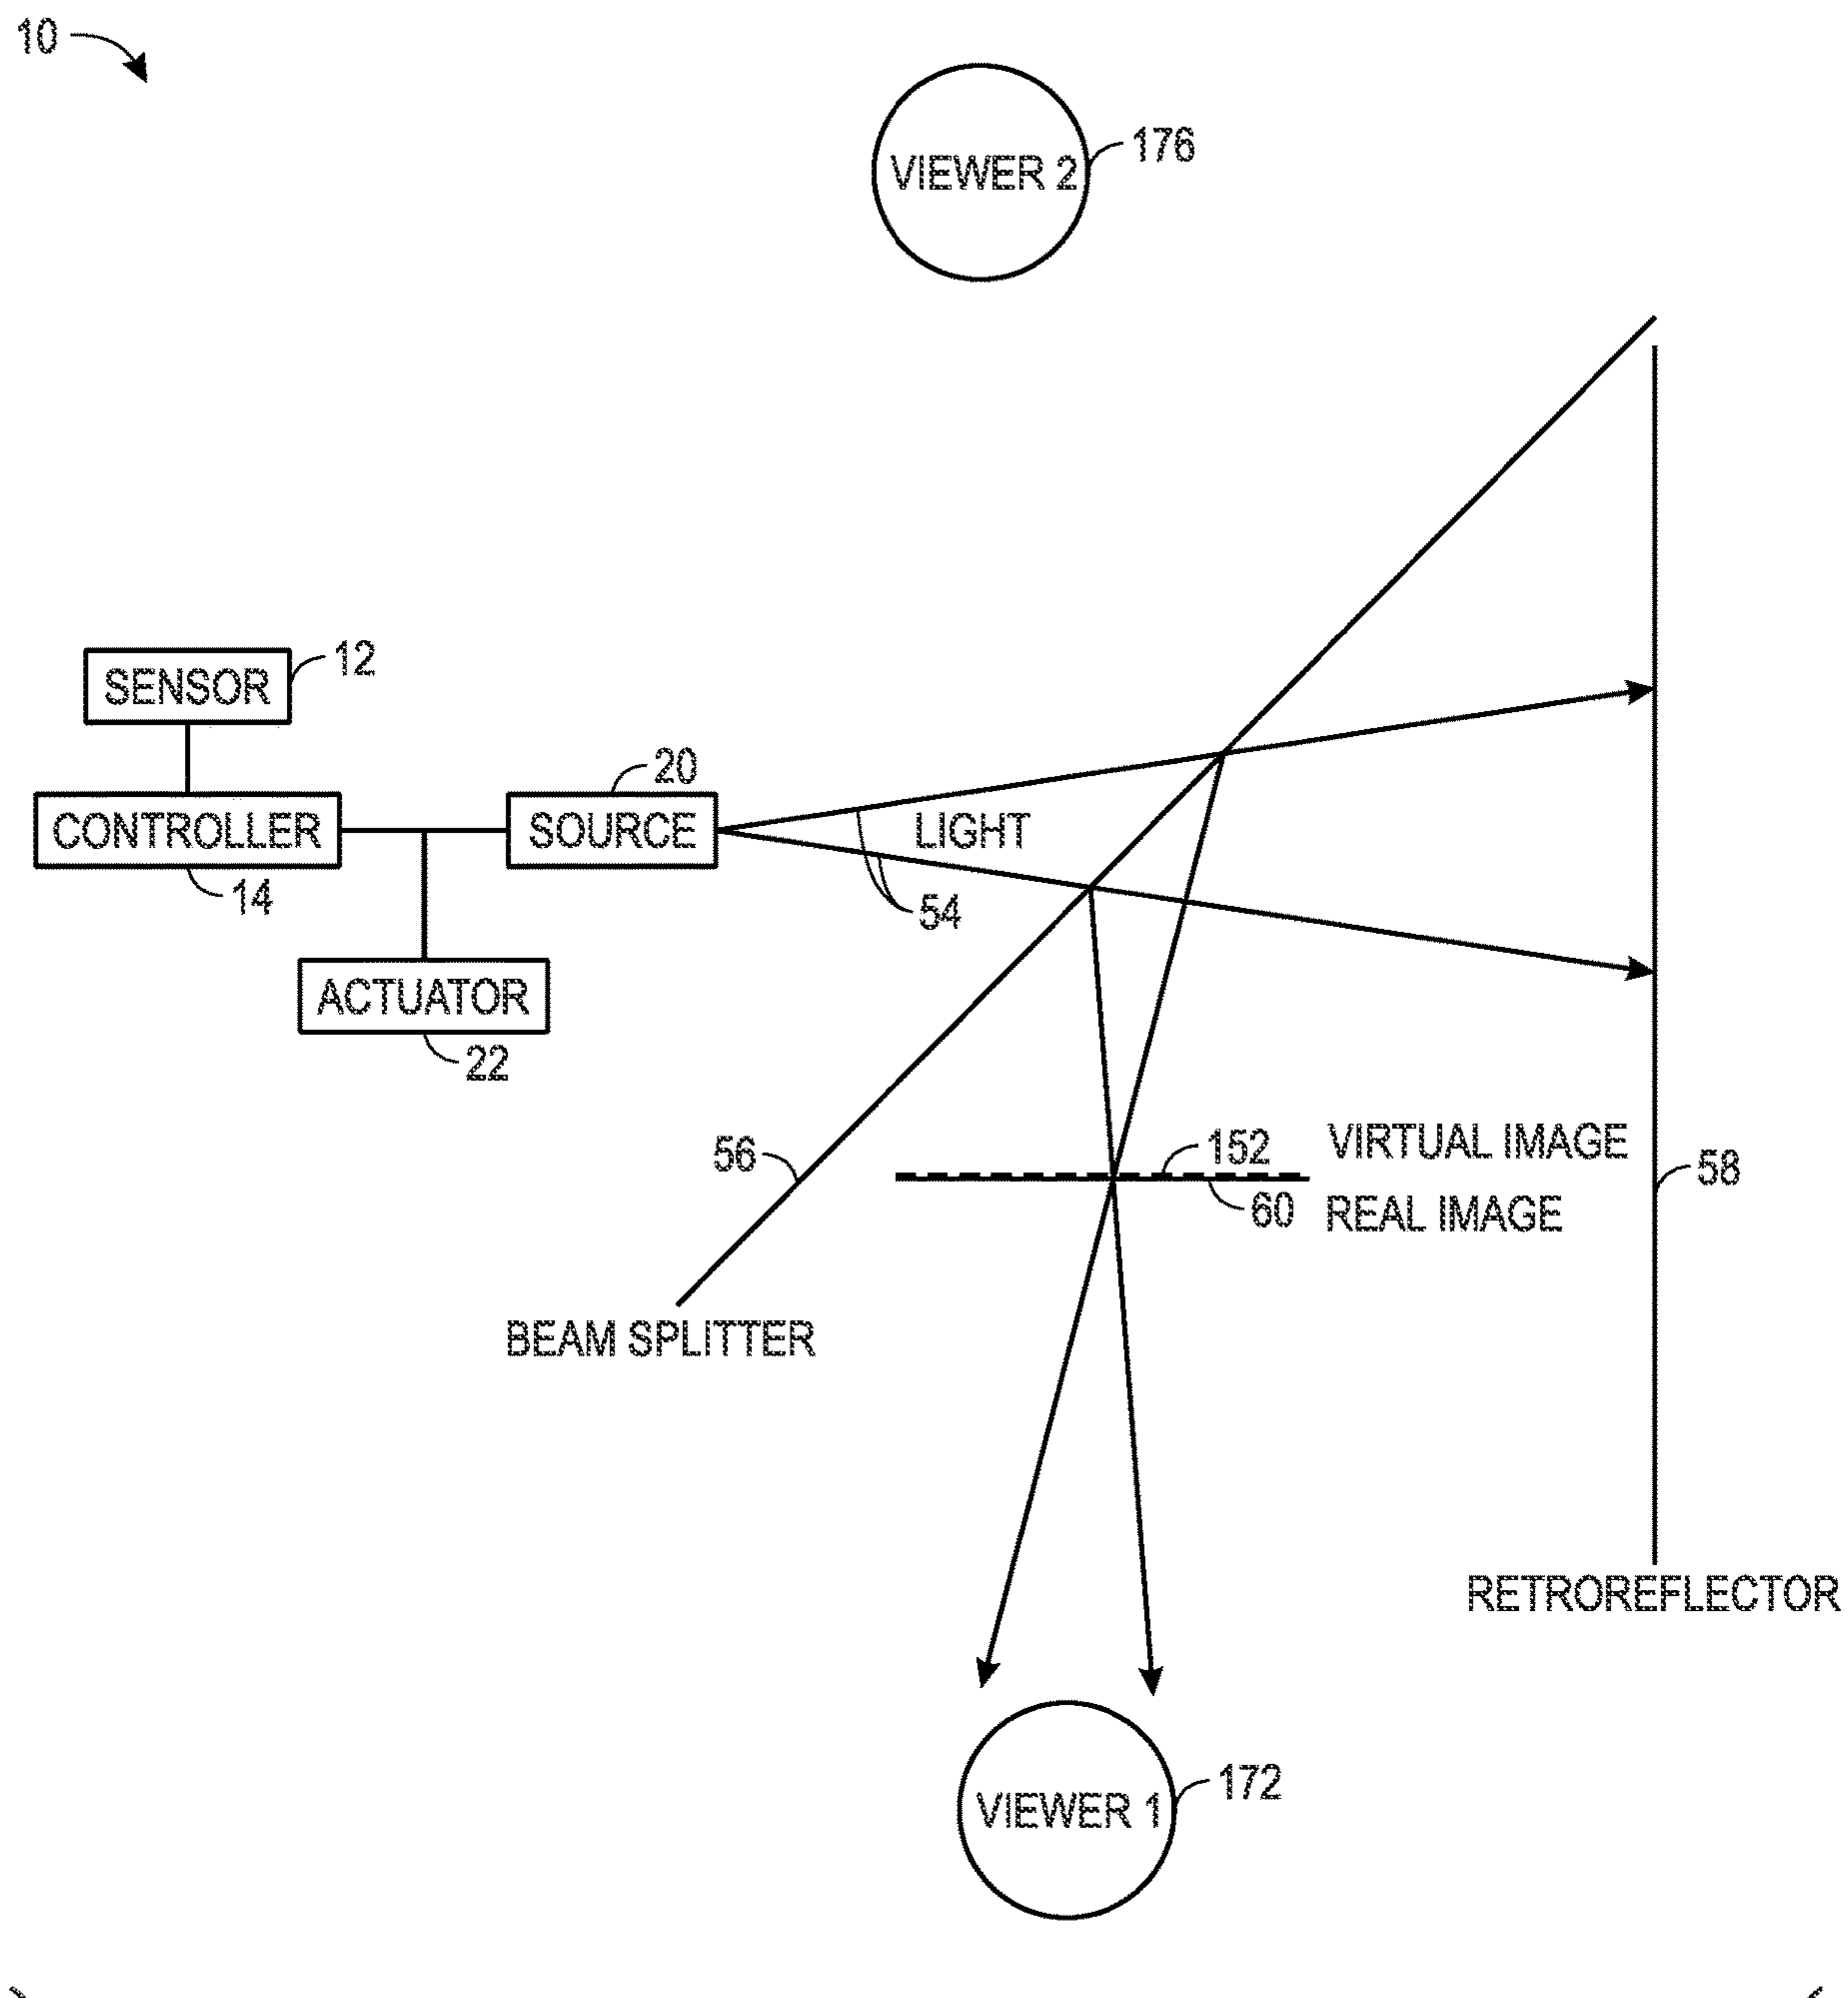 10
VIEWER 2
176
SENSOR
12
20
CONTROLLER
SOURCE
LIGHT
14
54
ACTUATOR
22
56
152
VIRTUAL IMAGE
58
60
REAL IMAGE
BEAM SPLITTER
RETROREFLECTOR
172
VIEWER 1